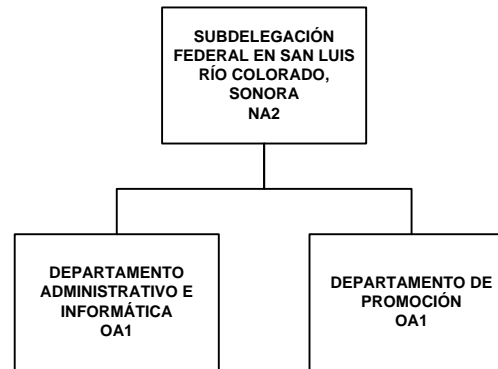 SUBDELEGACIÓN
FEDERAL EN SAN LUIS
RÍO COLORADO,
SONORA
NA2
DEPARTAMENTO
ADMINISTRATIVO E
INFORMÁTICA
OA1
DEPARTAMENTO DE
PROMOCIÓN
OA1